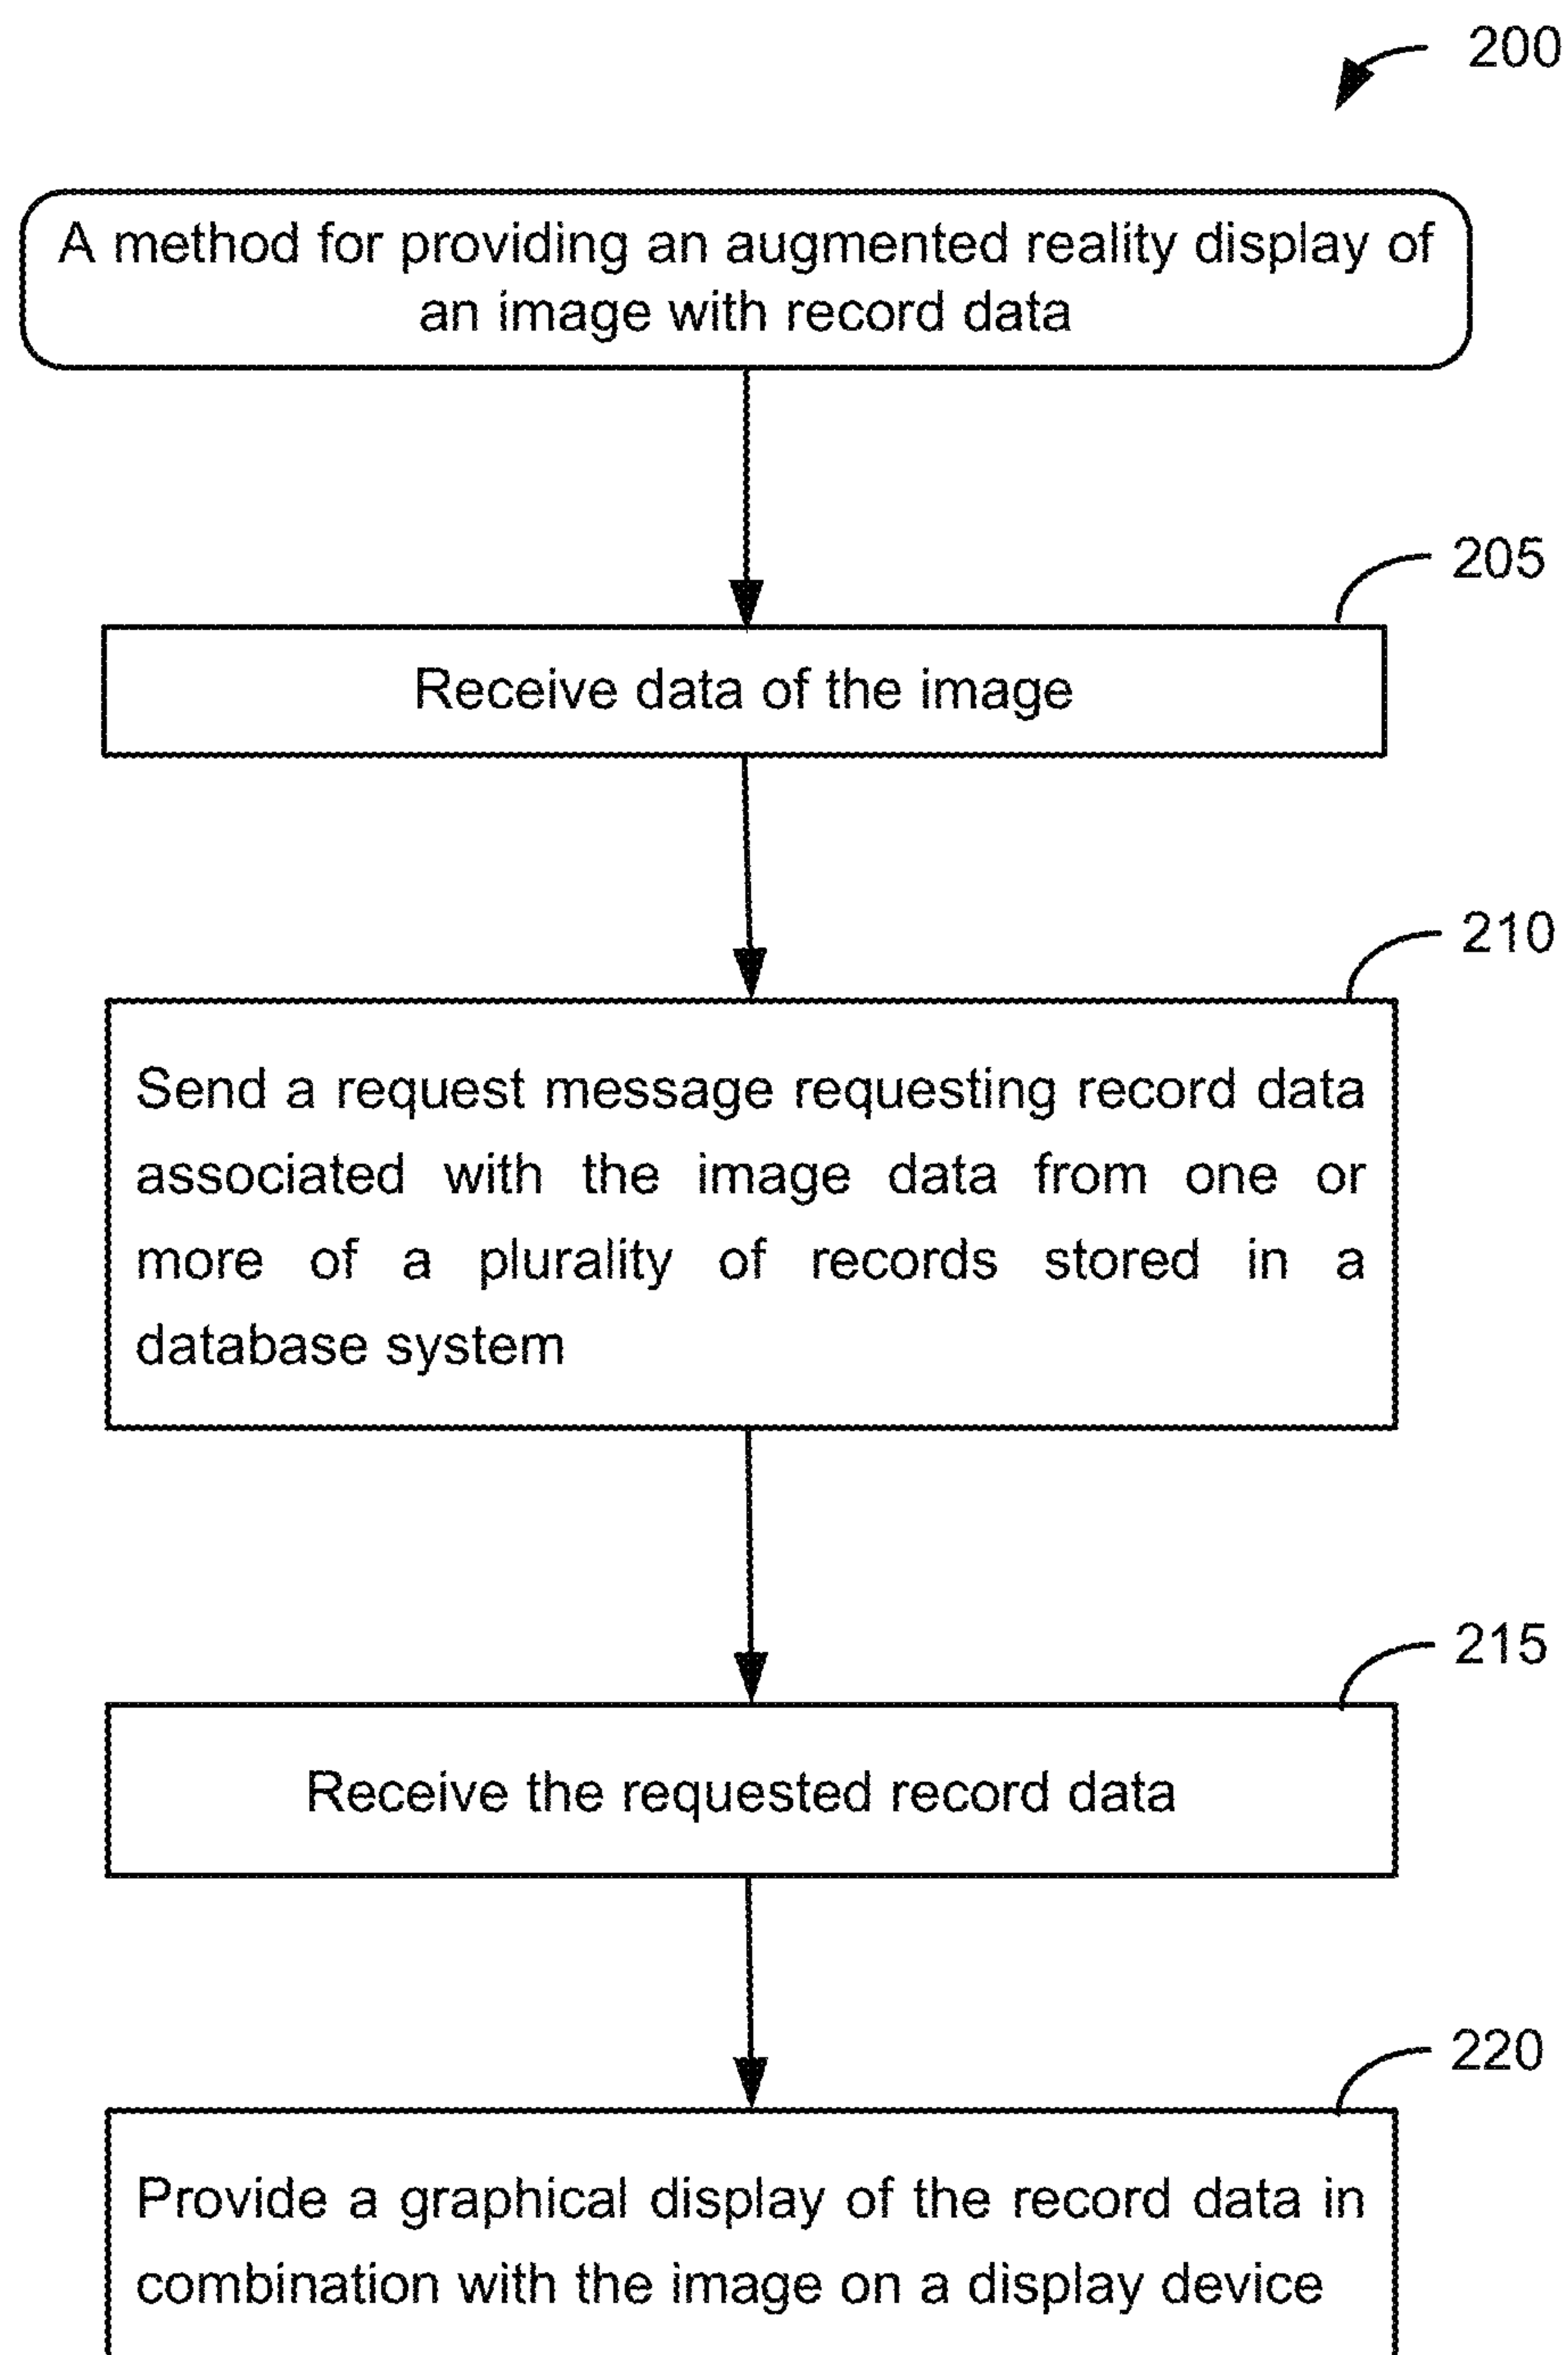 200
A method for providing an augmented reality display of
an image with record data
205
Receive data of the image
210
Send a request message requesting record data
associated with the image data from one or
more of a plurality of records stored in a
database system
215
Receive the requested record data
220
Provide a graphical display of the record data in
combination with the image on a display device